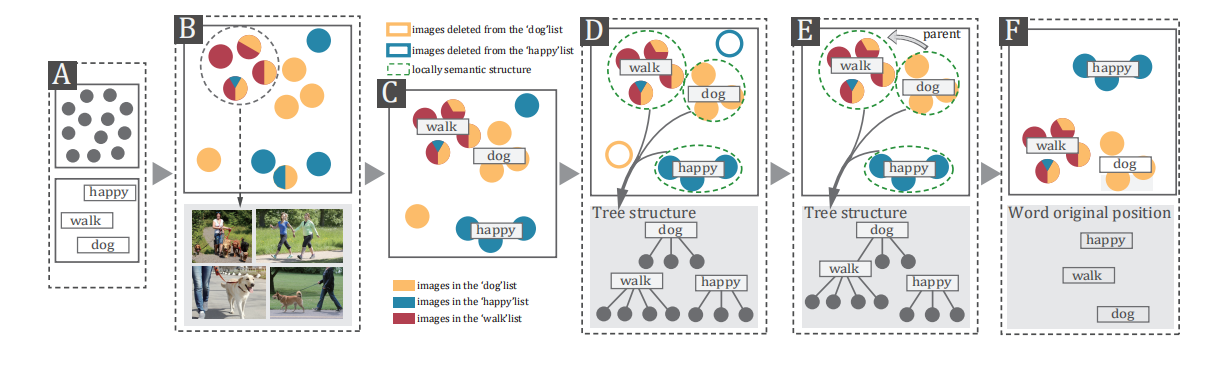 A
happy
walk
dog
B
images deleted from the 'dog'list
images deleted from the 'happy'list
locally semantic structure
C
walk
dog
happy
images in the 'dog'list
images in the 'happy'list
images in the 'walk'list
D
walk
dog
happy
Tree structure
dog
walk
happy
E
parent
walk
dog
happy
Tree structure
dog
walk
happy
F
happy
walk
dog
Word original position
happy
walk
dog